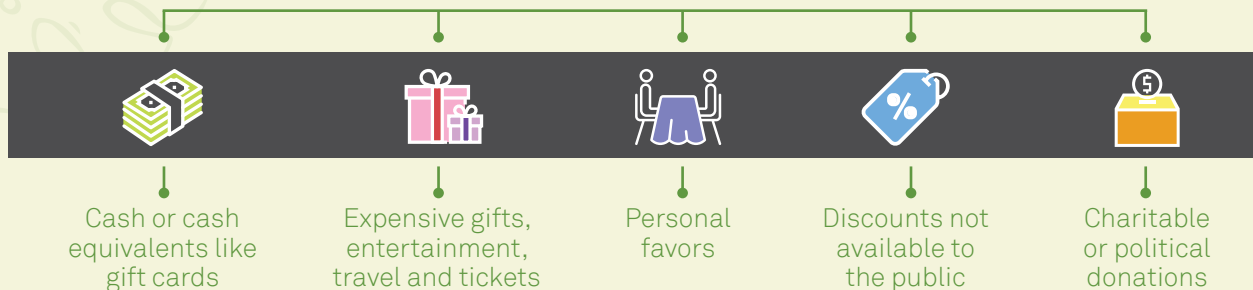 $
%
Cash or cash
equivalents like
gift cards
Expensive gifts,
entertainment,
travel and tickets
Personal
favors
Discounts not
available to
the public
Charitable
or political
donations